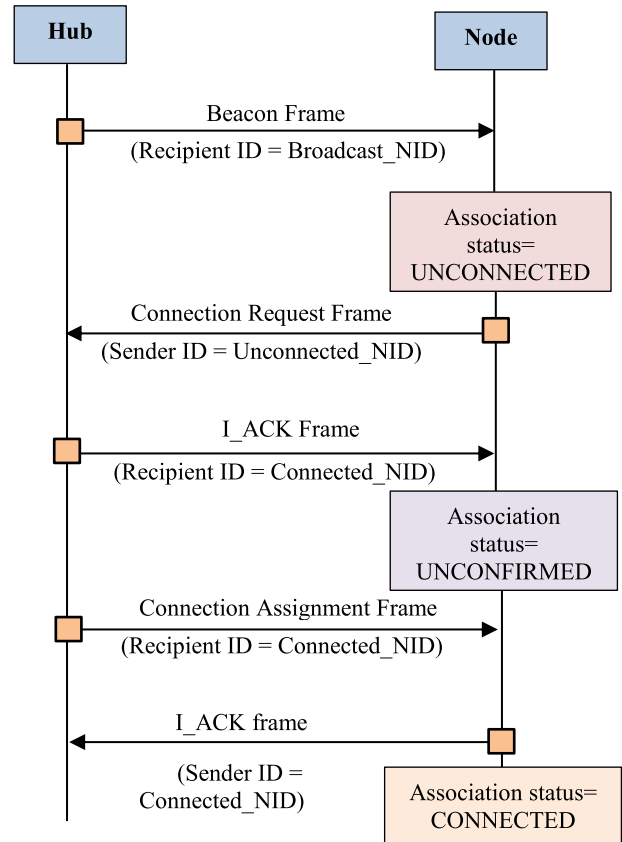 Hub
Node
Beacon Frame
(Recipient ID = Broadcast_NID)
Association
status=
UNCONNECTED
Connection Request Frame
(Sender ID = Unconnected_NID)
I_ACK Frame
(Recipient ID = Connected_NID)
Association
status=
UNCONFIRMED
Connection Assignment Frame
(Recipient ID = Connected_NID)
I_ACK frame
(Sender ID =
Connected_NID)
Association status=
CONNECTED